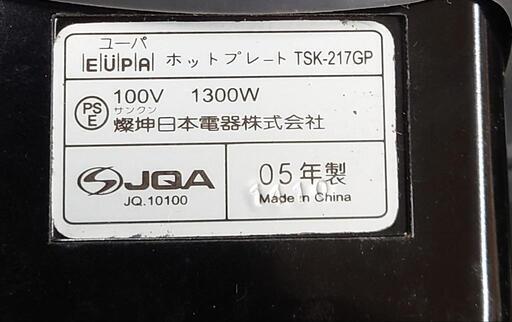 ユーパ
EUPA ホットプレート TSK-217GP
PS E 100V 1300W
サンクン
燦坤日本電器株式会社
JQA
JQ.10100
05年製
Made in China